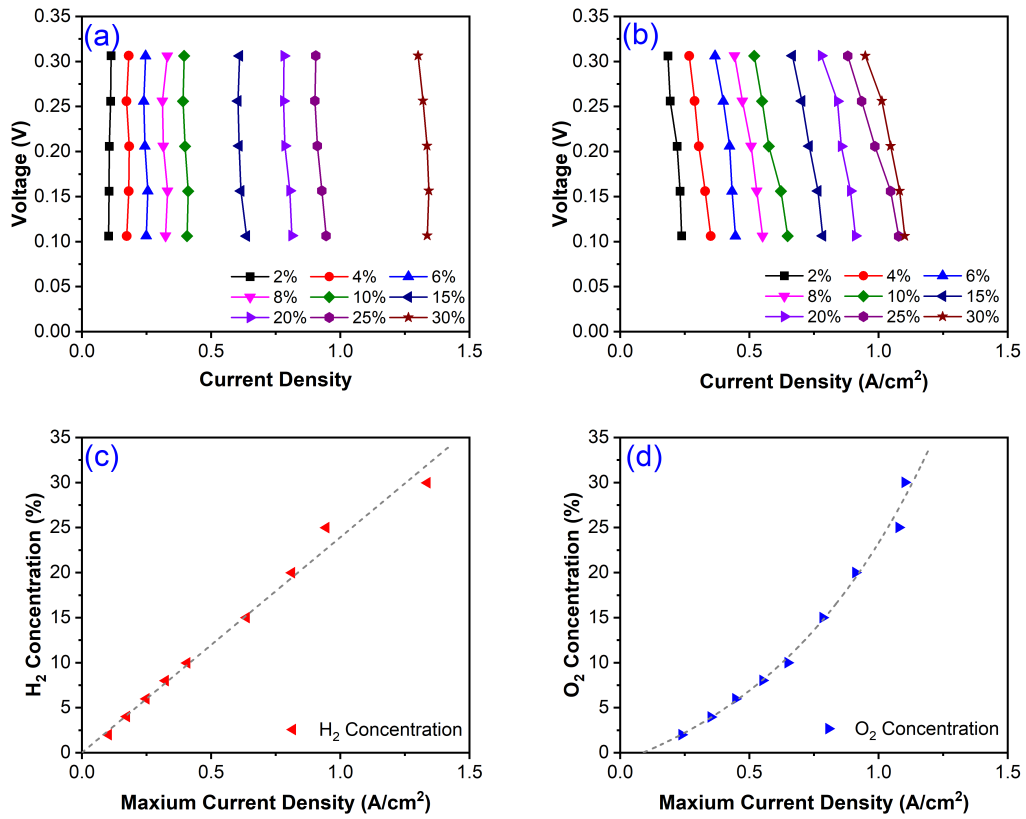 (a)
0.35
0.30
0.25
0.20
0.15
0.10
0.05
0.00
Voltage (V)
2% 4% 6%
8% 10% 15%
20% 25% 30%
0.0 0.5 1.0 1.5
Current Density
(b)
0.35
0.30
0.25
0.20
0.15
0.10
0.05
0.00
Voltage (V)
2% 4% 6%
8% 10% 15%
20% 25% 30%
0.0 0.5 1.0 1.5
Current Density (A/cm²)
(c)
35
30
25
20
15
10
5
0
H₂ Concentration (%)
H₂ Concentration
0.0 0.5 1.0 1.5
Maxium Current Density (A/cm²)
(d)
35
30
25
20
15
10
5
0
O₂ Concentration (%)
O₂ Concentration
0.0 0.5 1.0 1.5
Maxium Current Density (A/cm²)